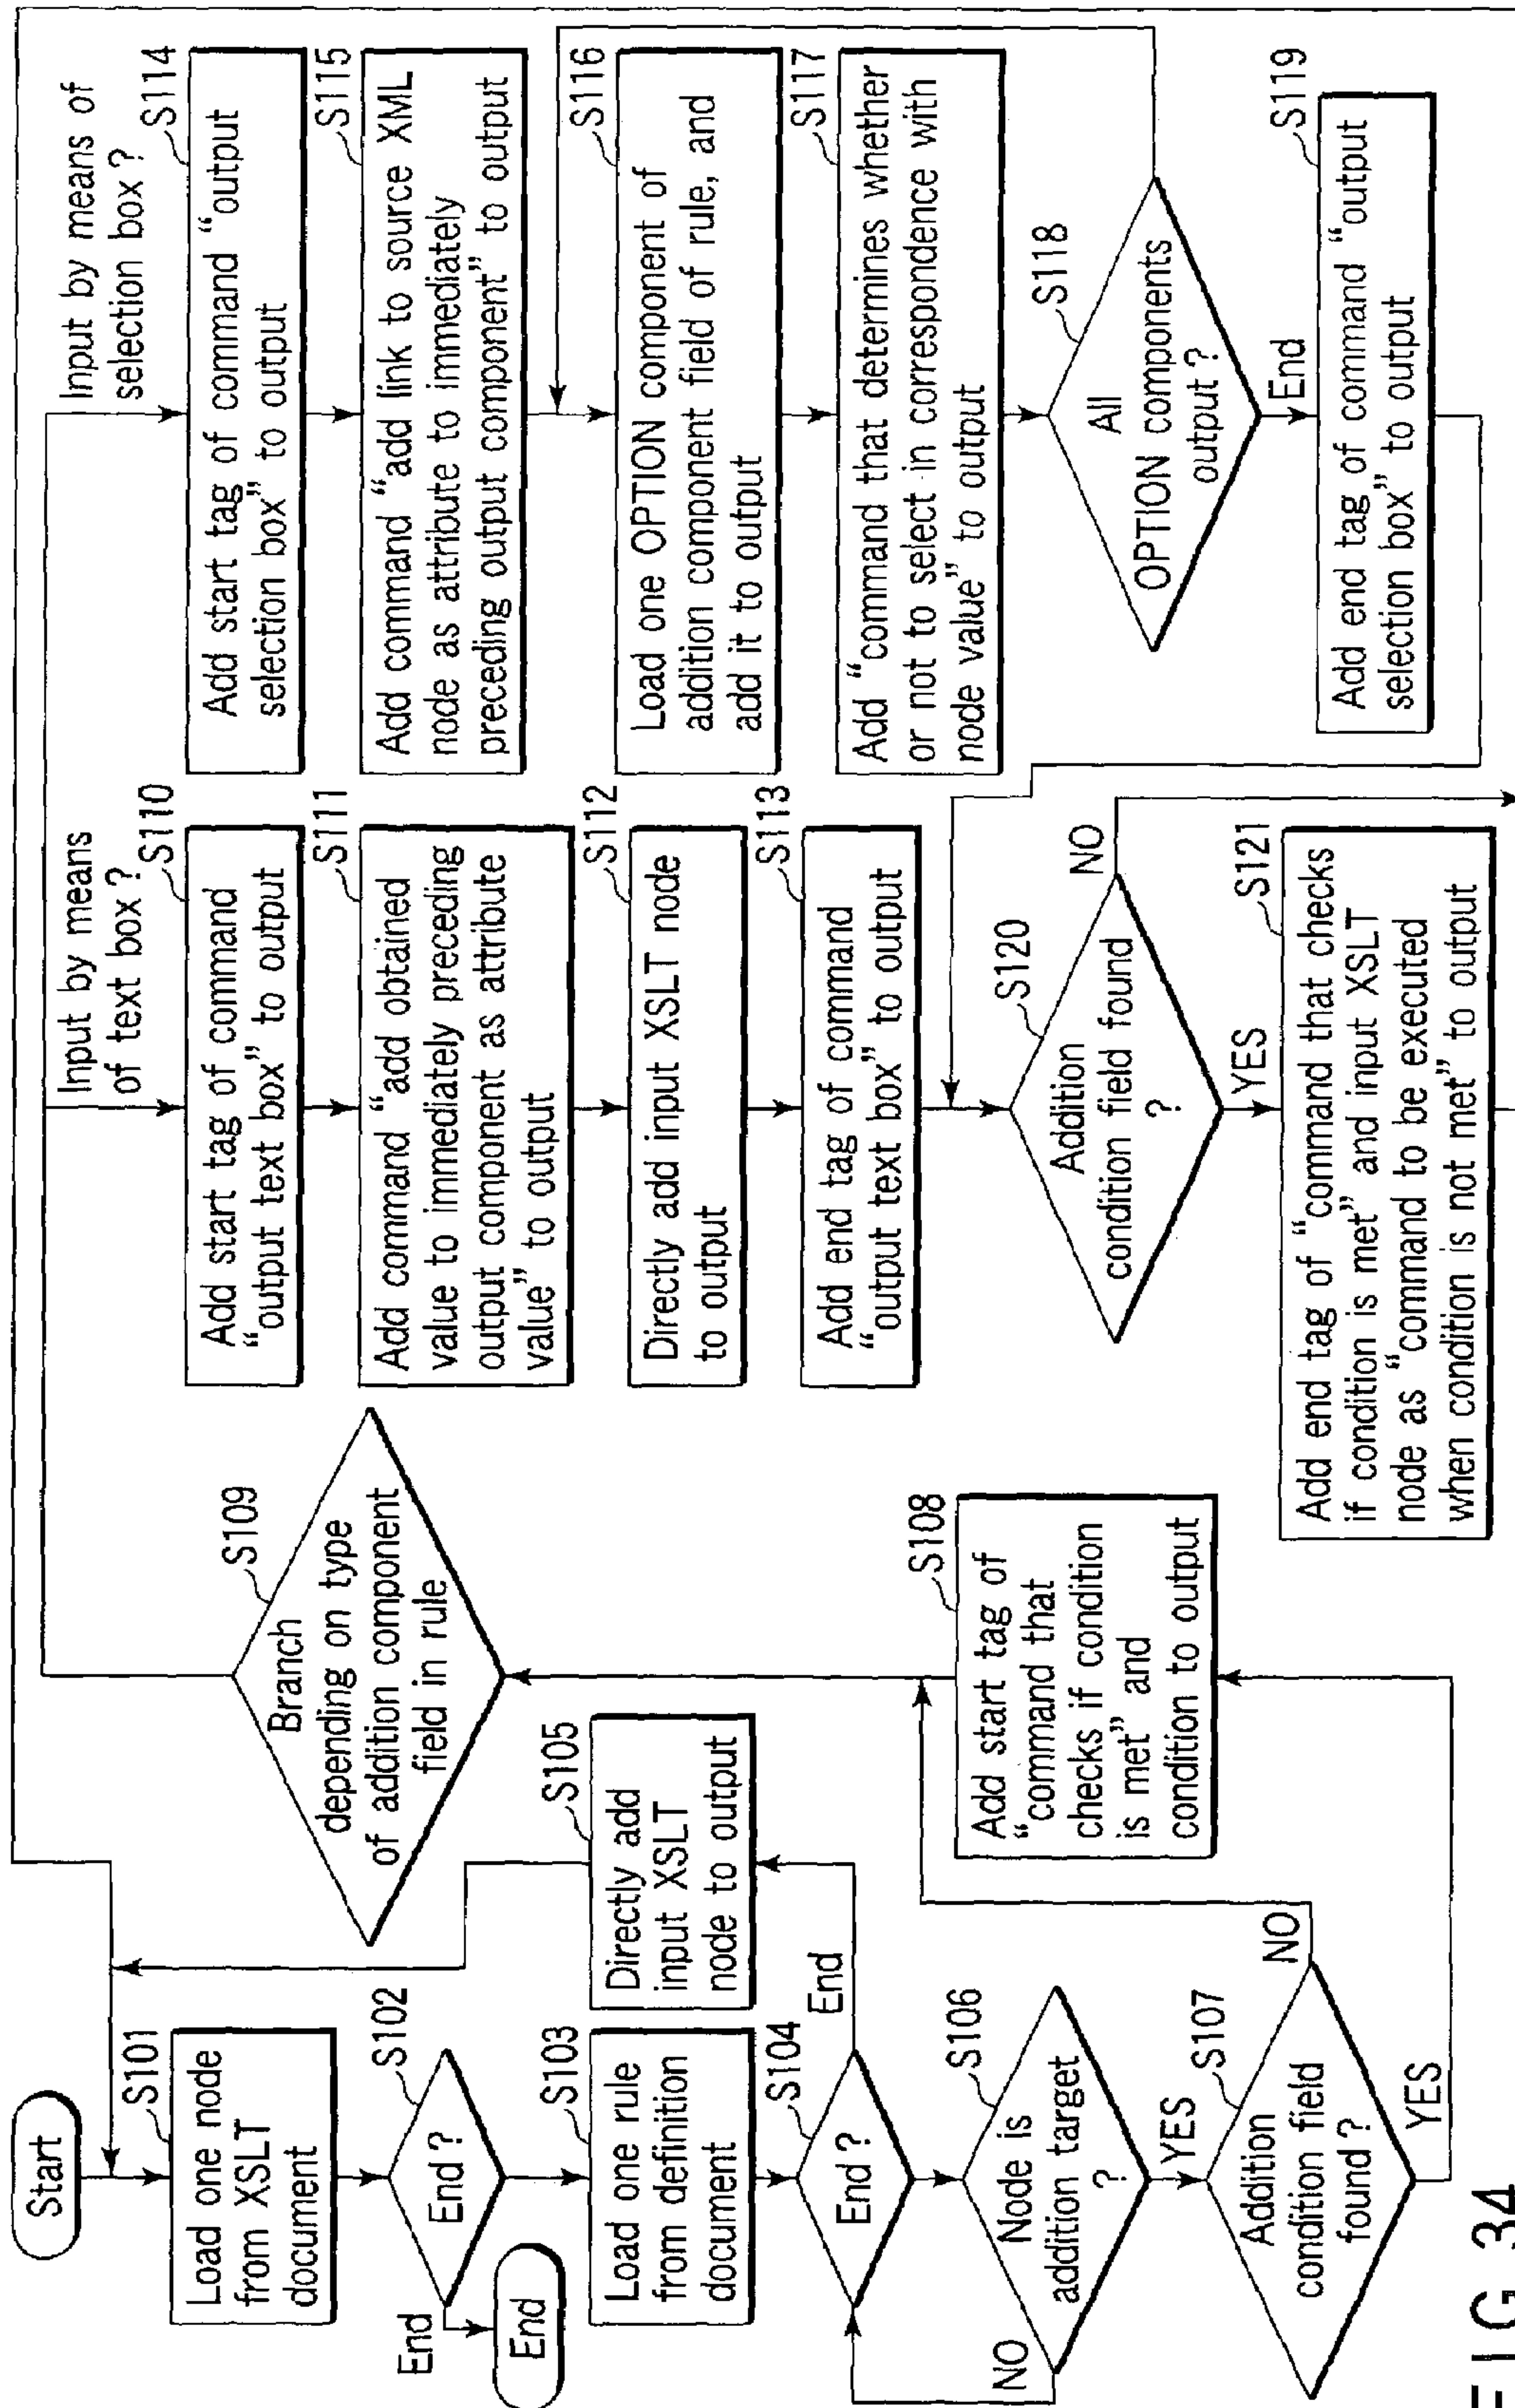 Start
S101
Load one node
from XSLT
document
S102
End ?
End
End
S103
Load one rule
from definition
document
S104
End ?
End
S105
Directly add
input XSLT
node to output
S106
Node is
addition target
?
NO
YES
S107
Addition
condition field
found ?
NO
YES
S108
Add start tag of
“command that
checks if condition
is met” and
condition to output
S109
Branch
depending on type
of addition component
field in rule
Input by means
of text box ?
S110
Add start tag of command
“output text box” to output
S111
Add command “add obtained
value to immediately preceding
output component as attribute
value” to output
S112
Directly add input XSLT node
to output
S113
Add end tag of command
“output text box” to output
Input by means of
selection box ?
S114
Add start tag of command “output
selection box” to output
S115
Add command “add link to source XML
node as attribute to immediately
preceding output component” to output
S116
Load one OPTION component of
addition component field of rule, and
add it to output
S117
Add “command that determines whether
or not to select in correspondence with
node value” to output
S118
All
OPTION components
output ?
End
S119
Add end tag of command “output
selection box” to output
S120
Addition
condition field found
?
NO
YES
S121
Add end tag of “command that checks
if condition is met” and input XSLT
node as “command to be executed
when condition is not met” to output
FIG. 34